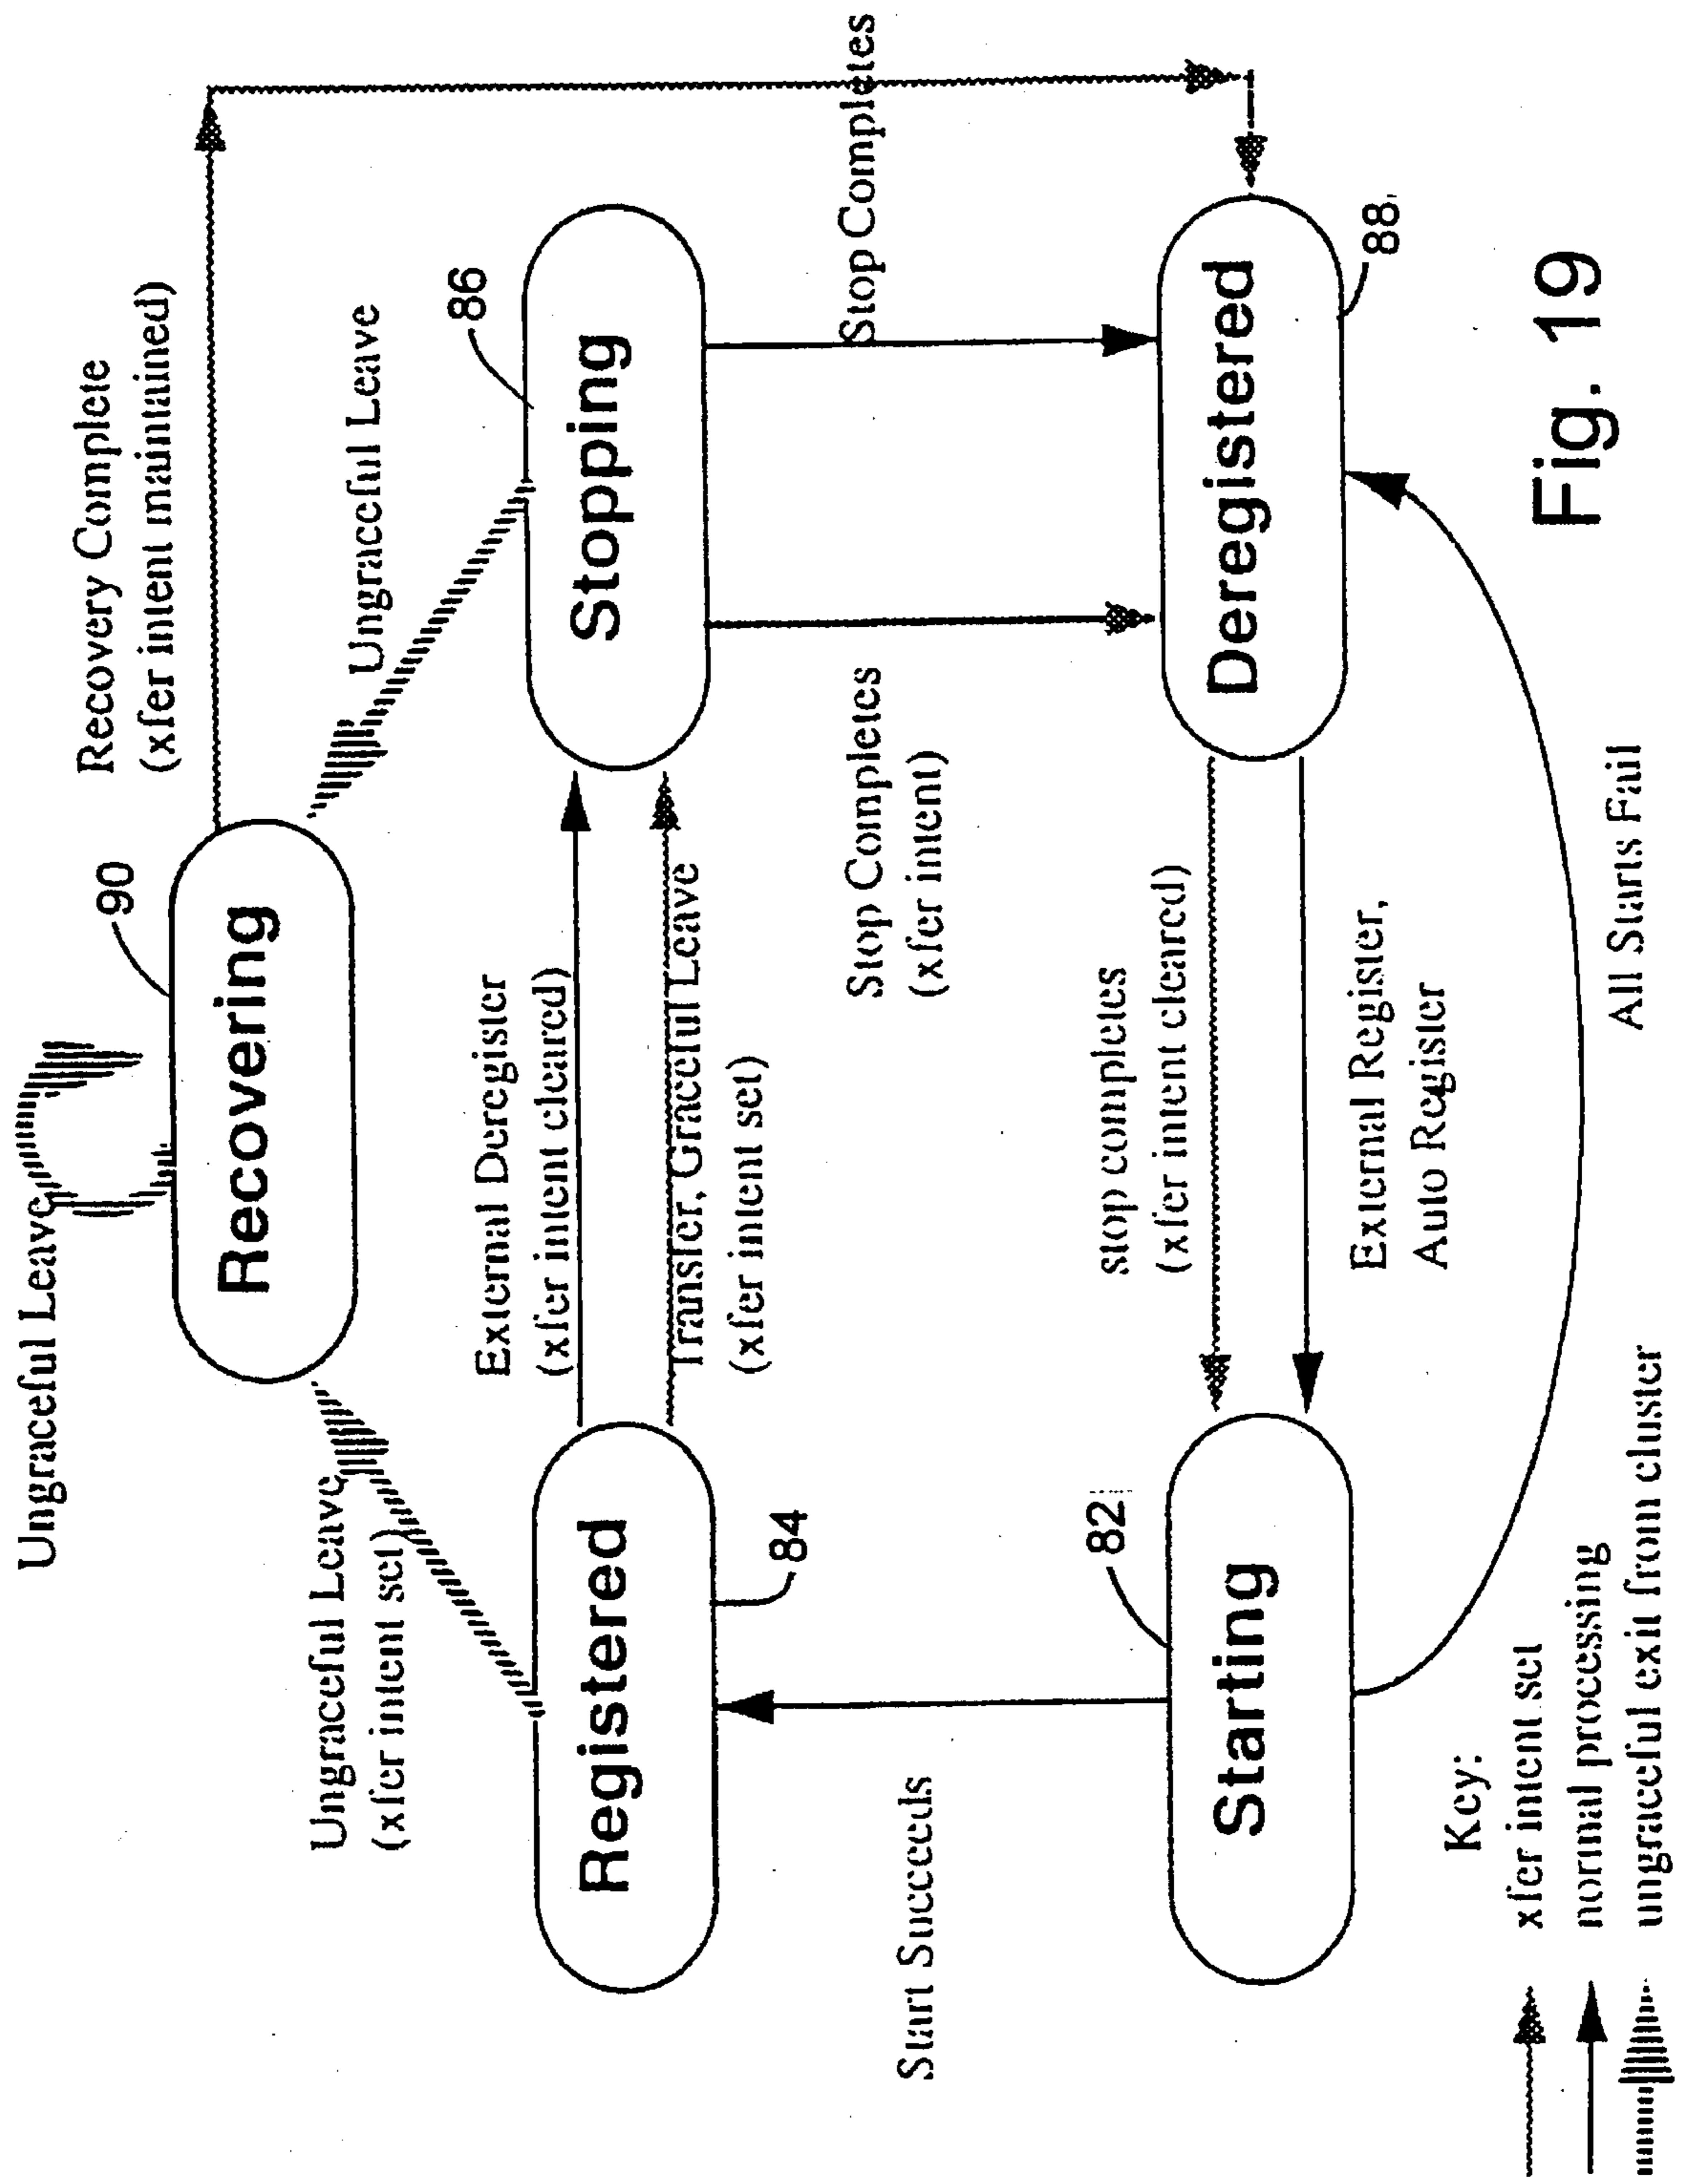 Ungraceful Leave
90
Recovering
Recovery Complete
(xfer intent maintained)
Ungraceful Leave
(xfer intent set)
Ungraceful Leave
86
External Deregister
(xfer intent cleared)
Registered
Stopping
84
Transfer, Graceful Leave
(xfer intent set)
Start Succeeds
Stop Completes
(xfer intent)
Stop Completes
82
stop completes
(xfer intent cleared)
Starting
Deregistered
88
External Register,
Auto Register
All Starts Fail
Key:
xfer intent set
normal processing
ungraceful exit from cluster
Fig. 19